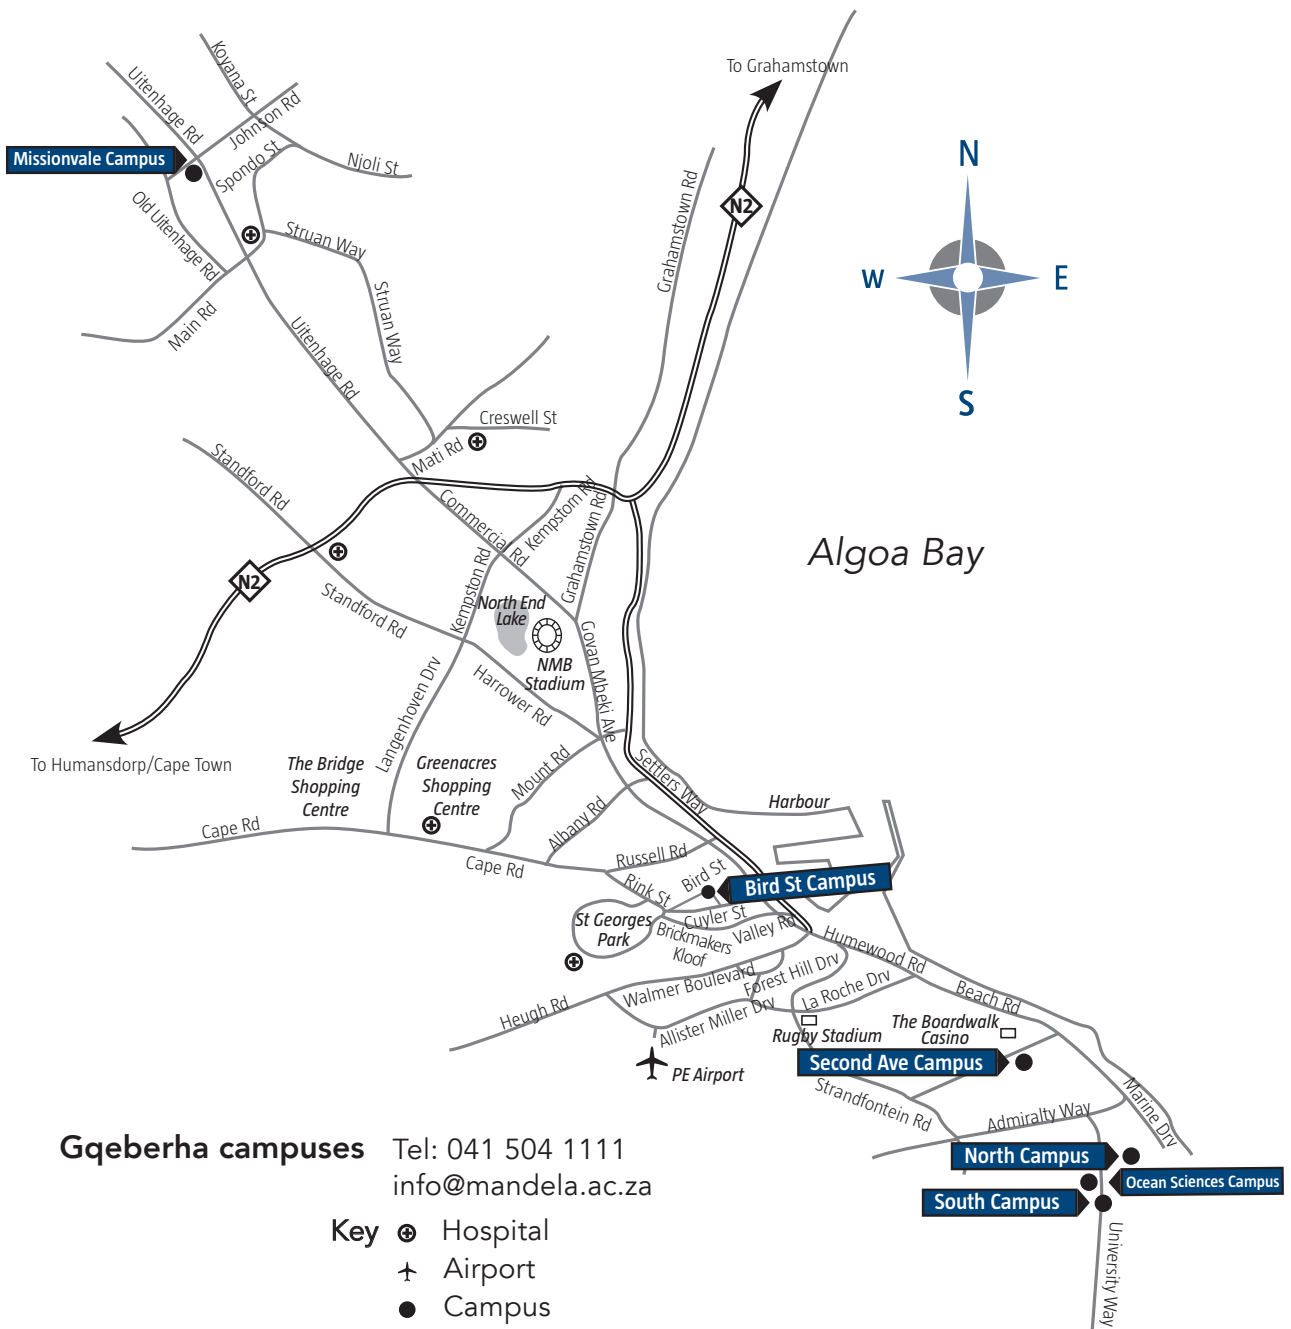 To Grahamstown
Koyana St
Uitenhage Rd
Johnson Rd
Missionvale Campus
Spondo St
Njoli St
N
N2
Grahamstown Rd
Old Uitenhage Rd
Struan Way
W
E
Main Rd
Struan Way
Uitenhage Rd
S
Creswell St
Mati Rd
Standford Rd
Commercial Rd
Kempstom Rd
Grahamstown Rd
Algoa Bay
N2
Kempston Rd
North End
Lake
Standford Rd
Govan Mbeki Ave
NMB
Stadium
Harrower Rd
Langenhoven Drv
To Humansdorp/Cape Town
The Bridge
Shopping
Centre
Greenacres
Shopping
Centre
Mount Rd
Settlers Way
Harbour
Albany Rd
Cape Rd
Cape Rd
Russell Rd
Rink St
Bird St
Bird St Campus
St Georges
Park
Cuyler St
Brickmakers
Kloof
Valley Rd
Humewood Rd
Walmer Boulevard
Forest Hill Drv
La Roche Drv
Beach Rd
Heugh Rd
Allister Miller Drv
Rugby Stadium
The Boardwalk
Casino
PE Airport
Second Ave Campus
Strandfontein Rd
Admiralty Way
Marine Drv
North Campus
Ocean Sciences Campus
South Campus
University Way
Gqeberha campuses
Tel: 041 504 1111
info@mandela.ac.za
Key
Hospital
Airport
Campus